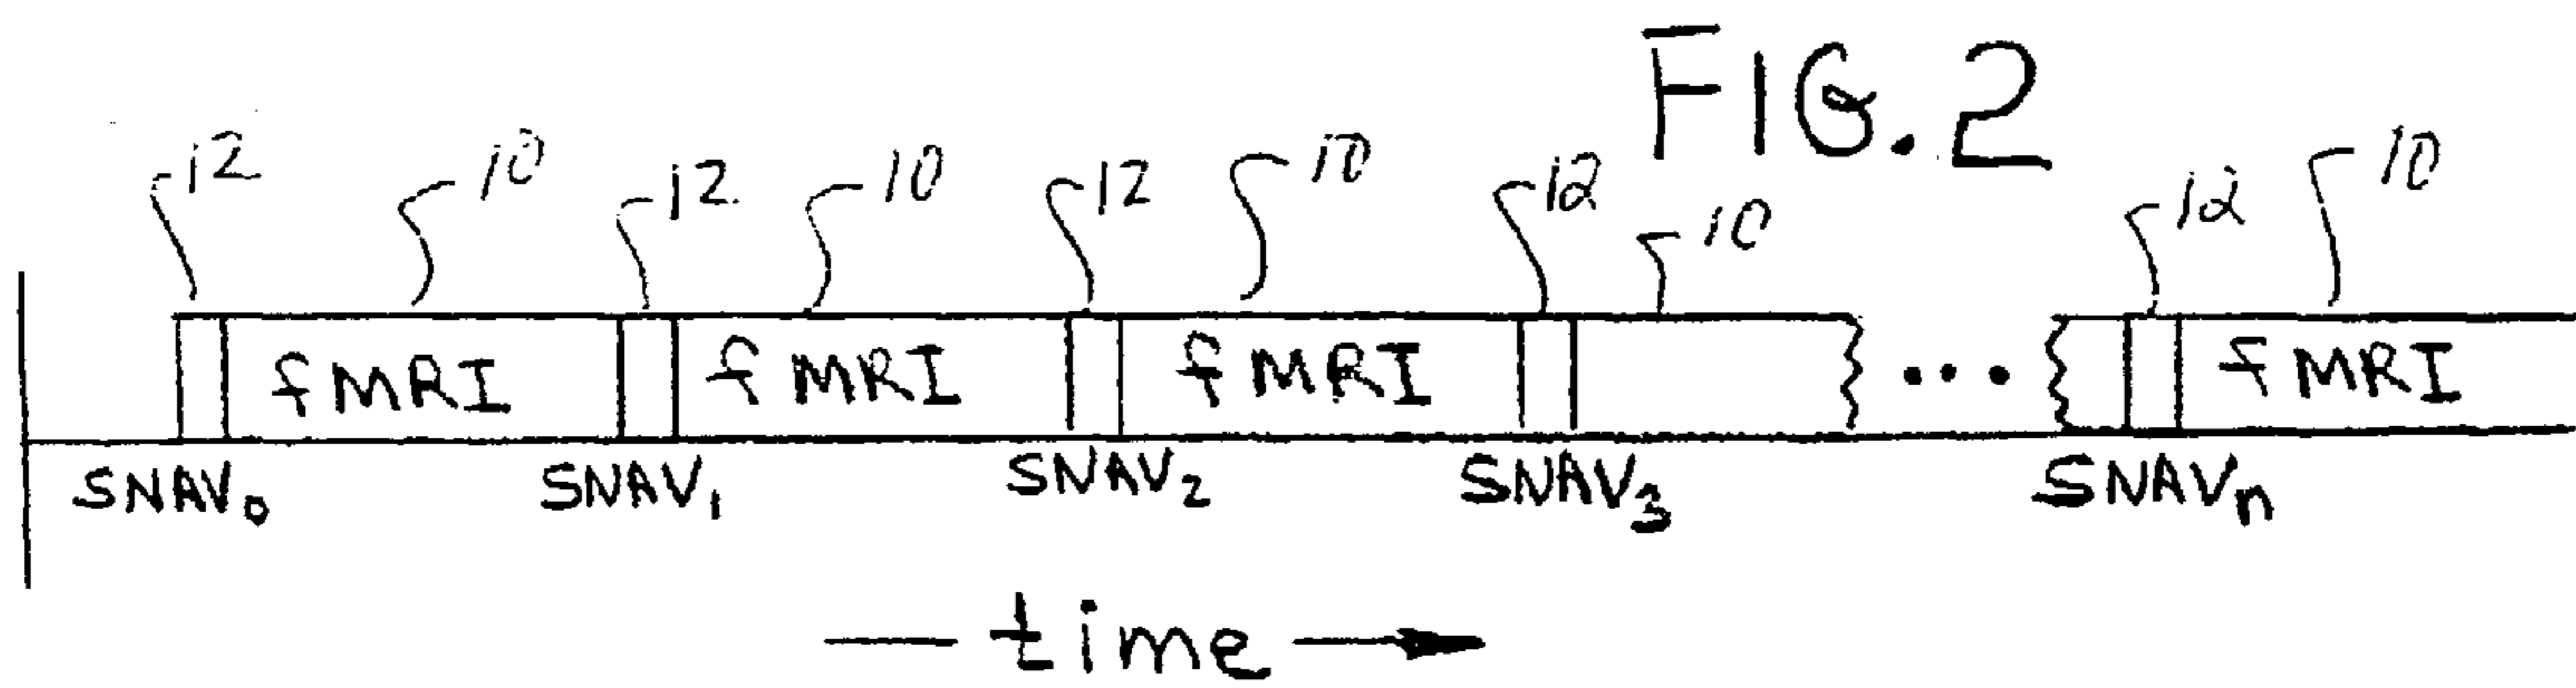 FIG. 2
12 10 12 10 12 10 12 10 12 10
fMRI fMRI fMRI fMRI
SNAV₀ SNAV₁ SNAV₂ SNAV₃ SNAVₙ
time